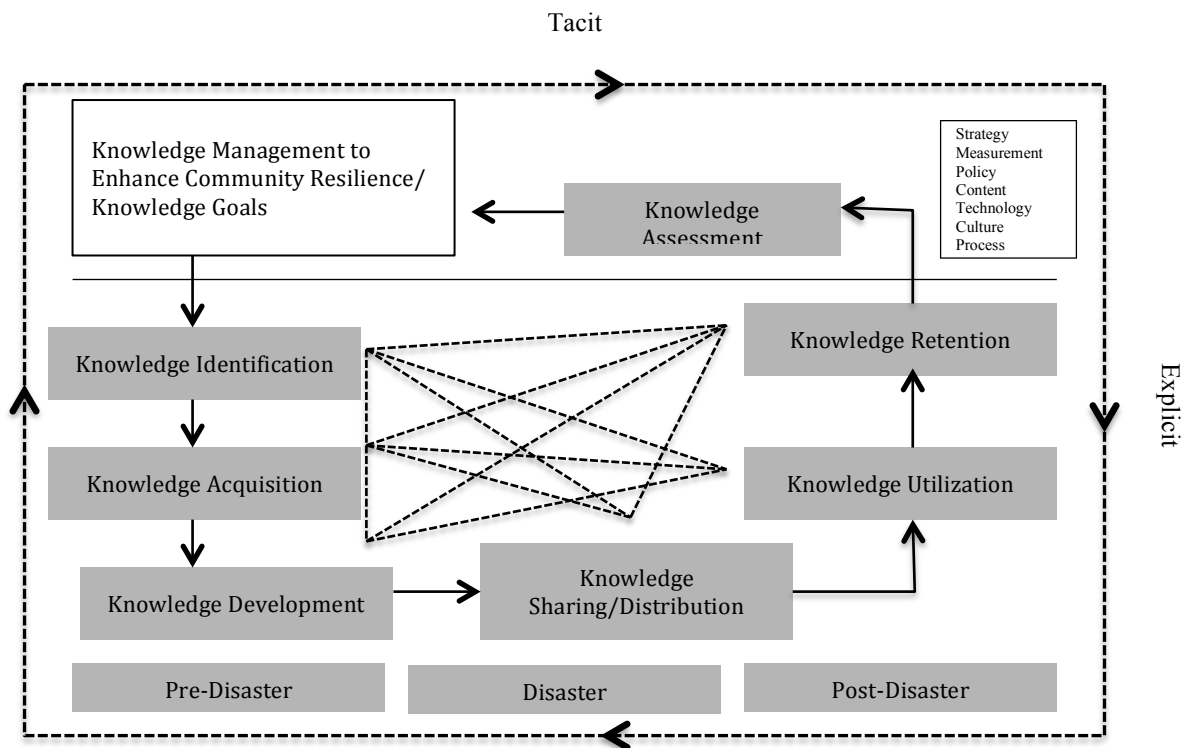 Tacit
Knowledge Management to
Enhance Community Resilience/
Knowledge Goals
Knowledge
Assessment
Strategy
Measurement
Policy
Content
Technology
Culture
Process
Knowledge Identification
Knowledge Retention
Explicit
Knowledge Acquisition
Knowledge Utilization
Knowledge Development
Knowledge
Sharing/Distribution
Pre-Disaster
Disaster
Post-Disaster